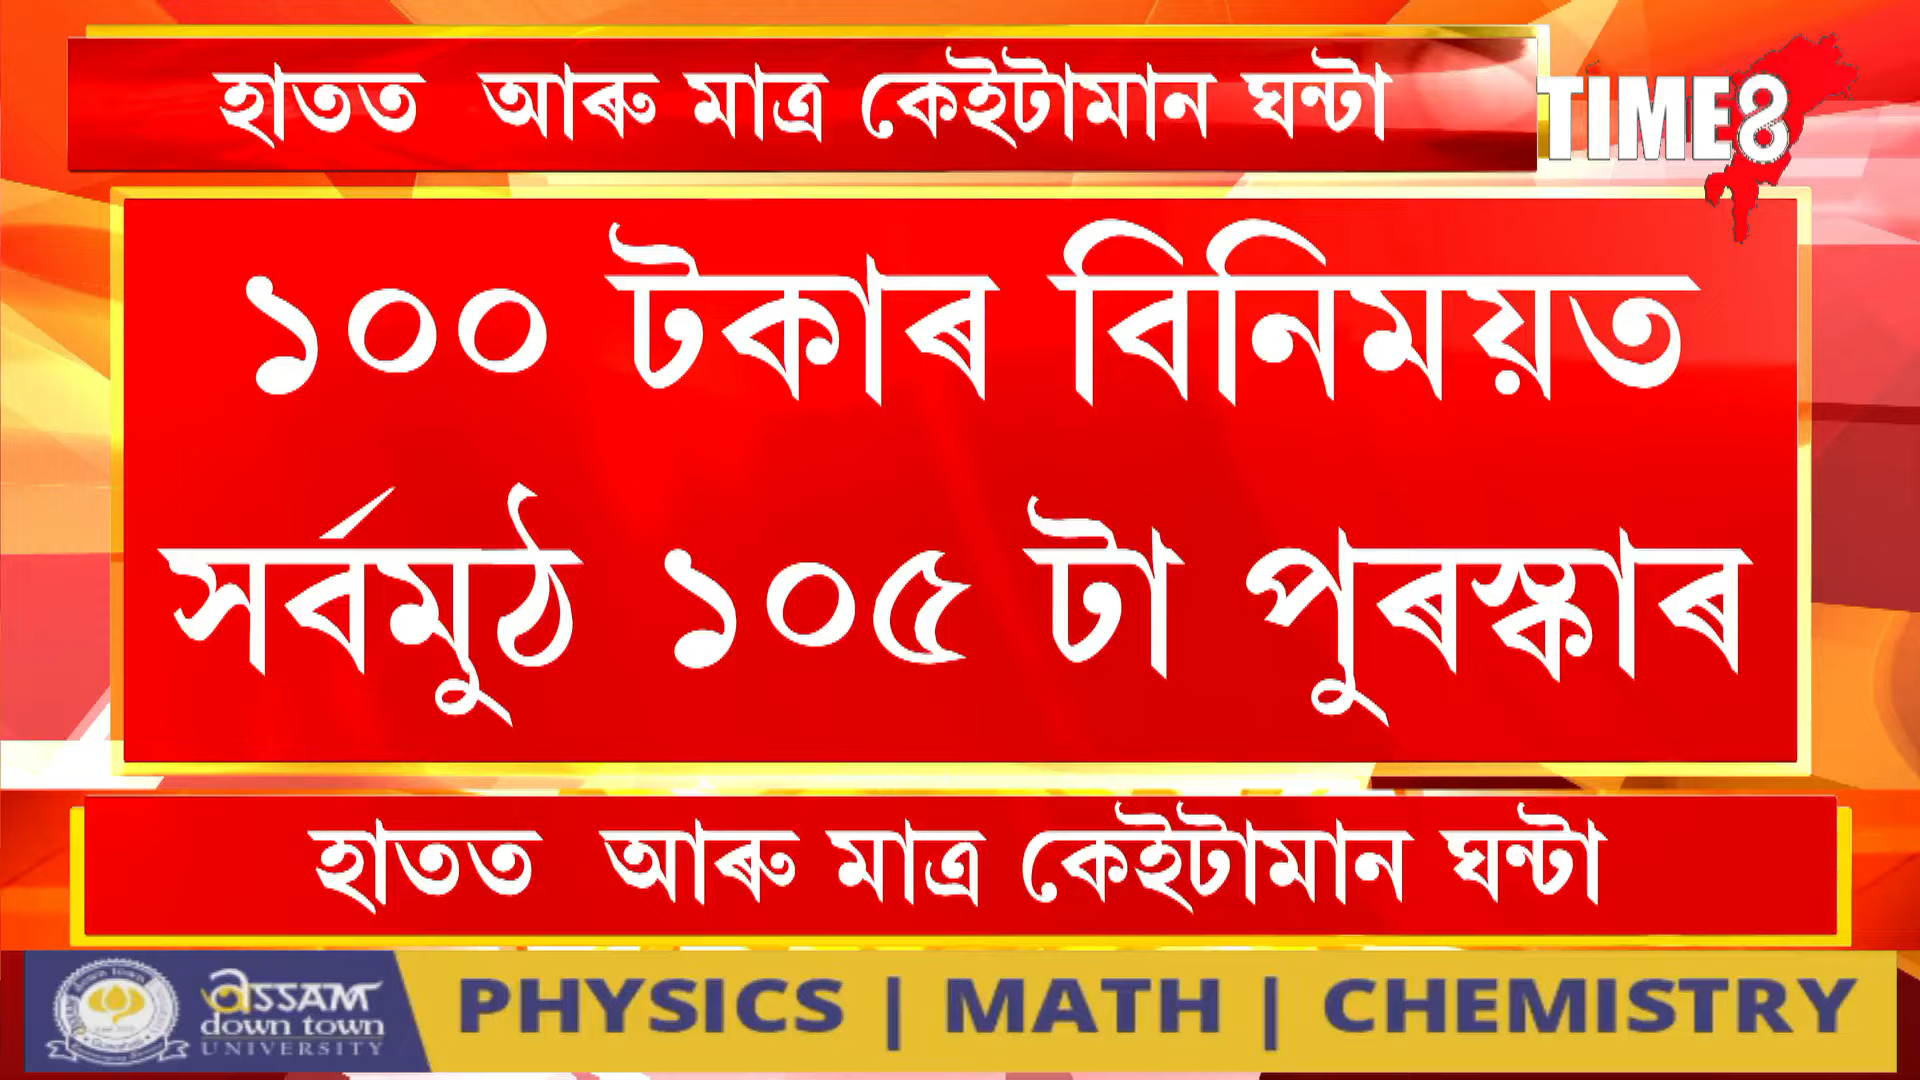 হাতত আৰু মাত্ৰ কেইটামান ঘন্টা
TIME8
১০০ টকাৰ বিনিময়ত
সৰ্বমুঠ ১০৫ টা পুৰস্কাৰ
হাতত আৰু মাত্ৰ কেইটামান ঘন্টা
assam
down town
UNIVERSITY
PHYSICS | MATH | CHEMISTRY